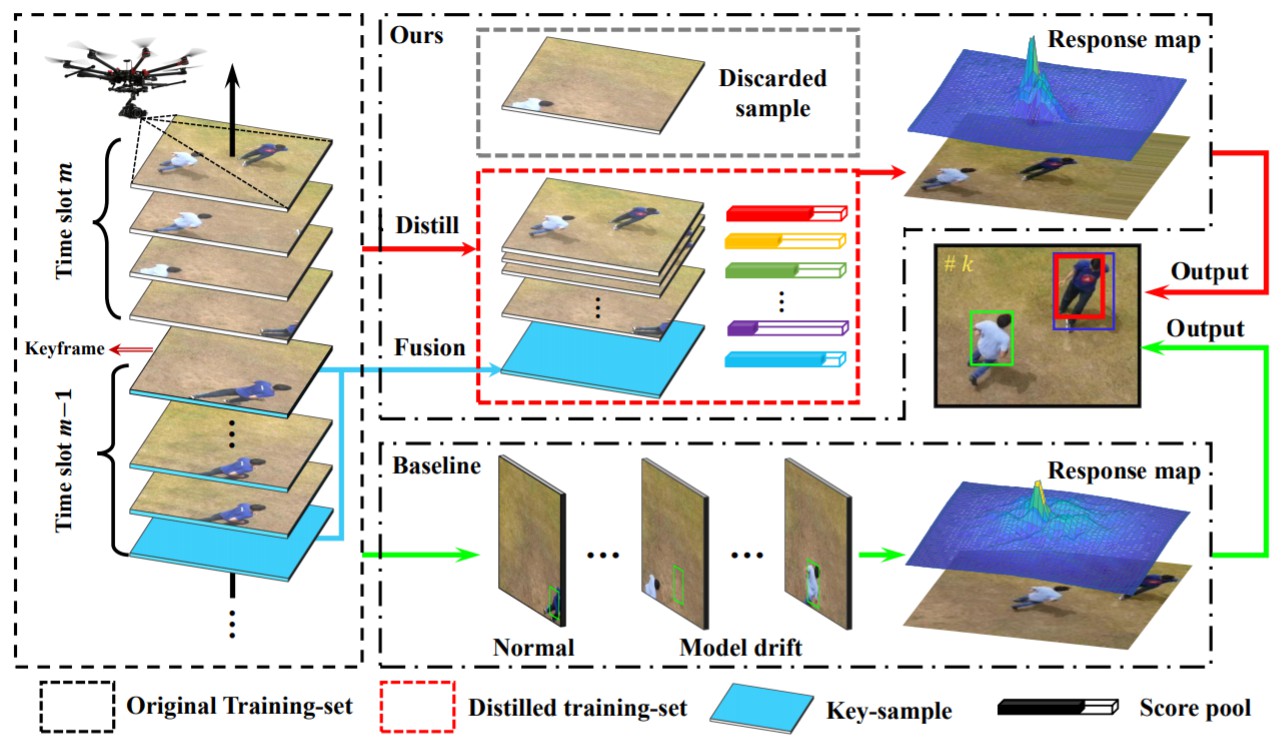 Ours
Discarded
sample
Response map
Time slot m
Distill
⋮
Output
# k
Output
Keyframe
Fusion
Time slot m−1
⋮
Baseline
... ...
Response map
Normal
Model drift
⋮
Original Training-set
Distilled training-set
Key-sample
Score pool